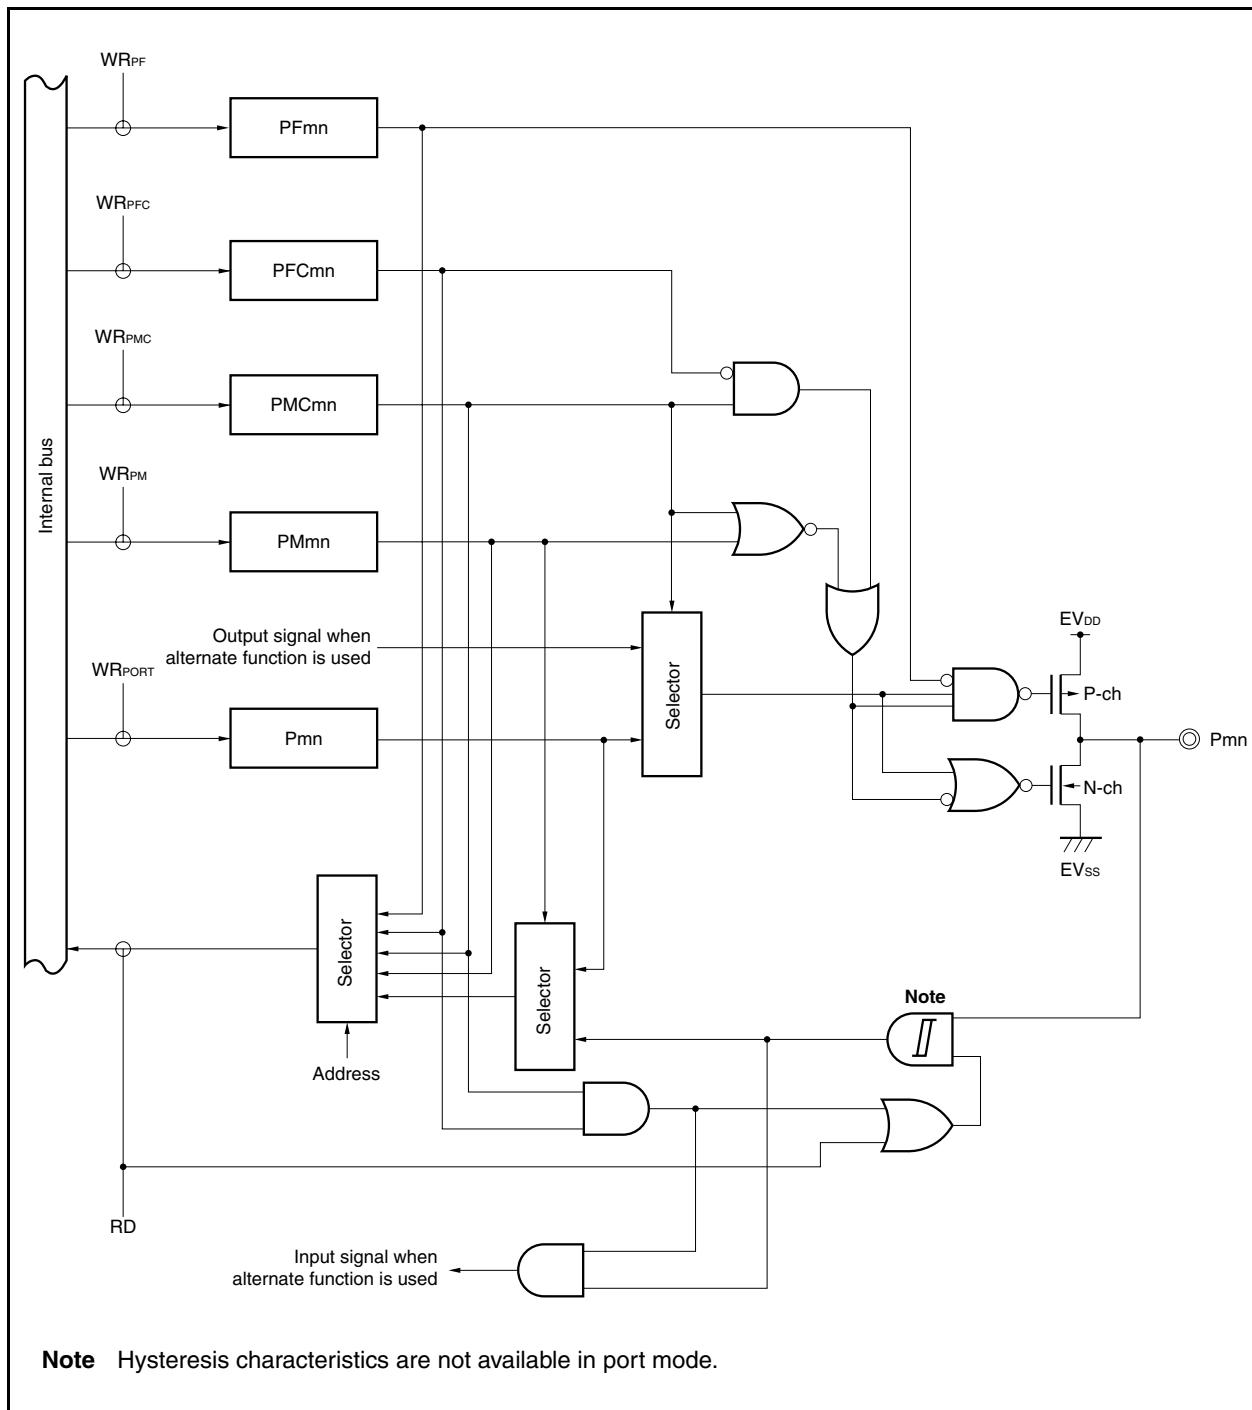 WRPF
PFmn
WRPFC
PFCmn
WRPMC
PMCmn
Internal bus
WRPM
PMmn
Output signal when
alternate function is used
WRPORT
Pmn
Selector
EVDD
P-ch
Pmn
N-ch
EVSS
Selector
Selector
Address
Note
RD
Input signal when
alternate function is used
Note Hysteresis characteristics are not available in port mode.